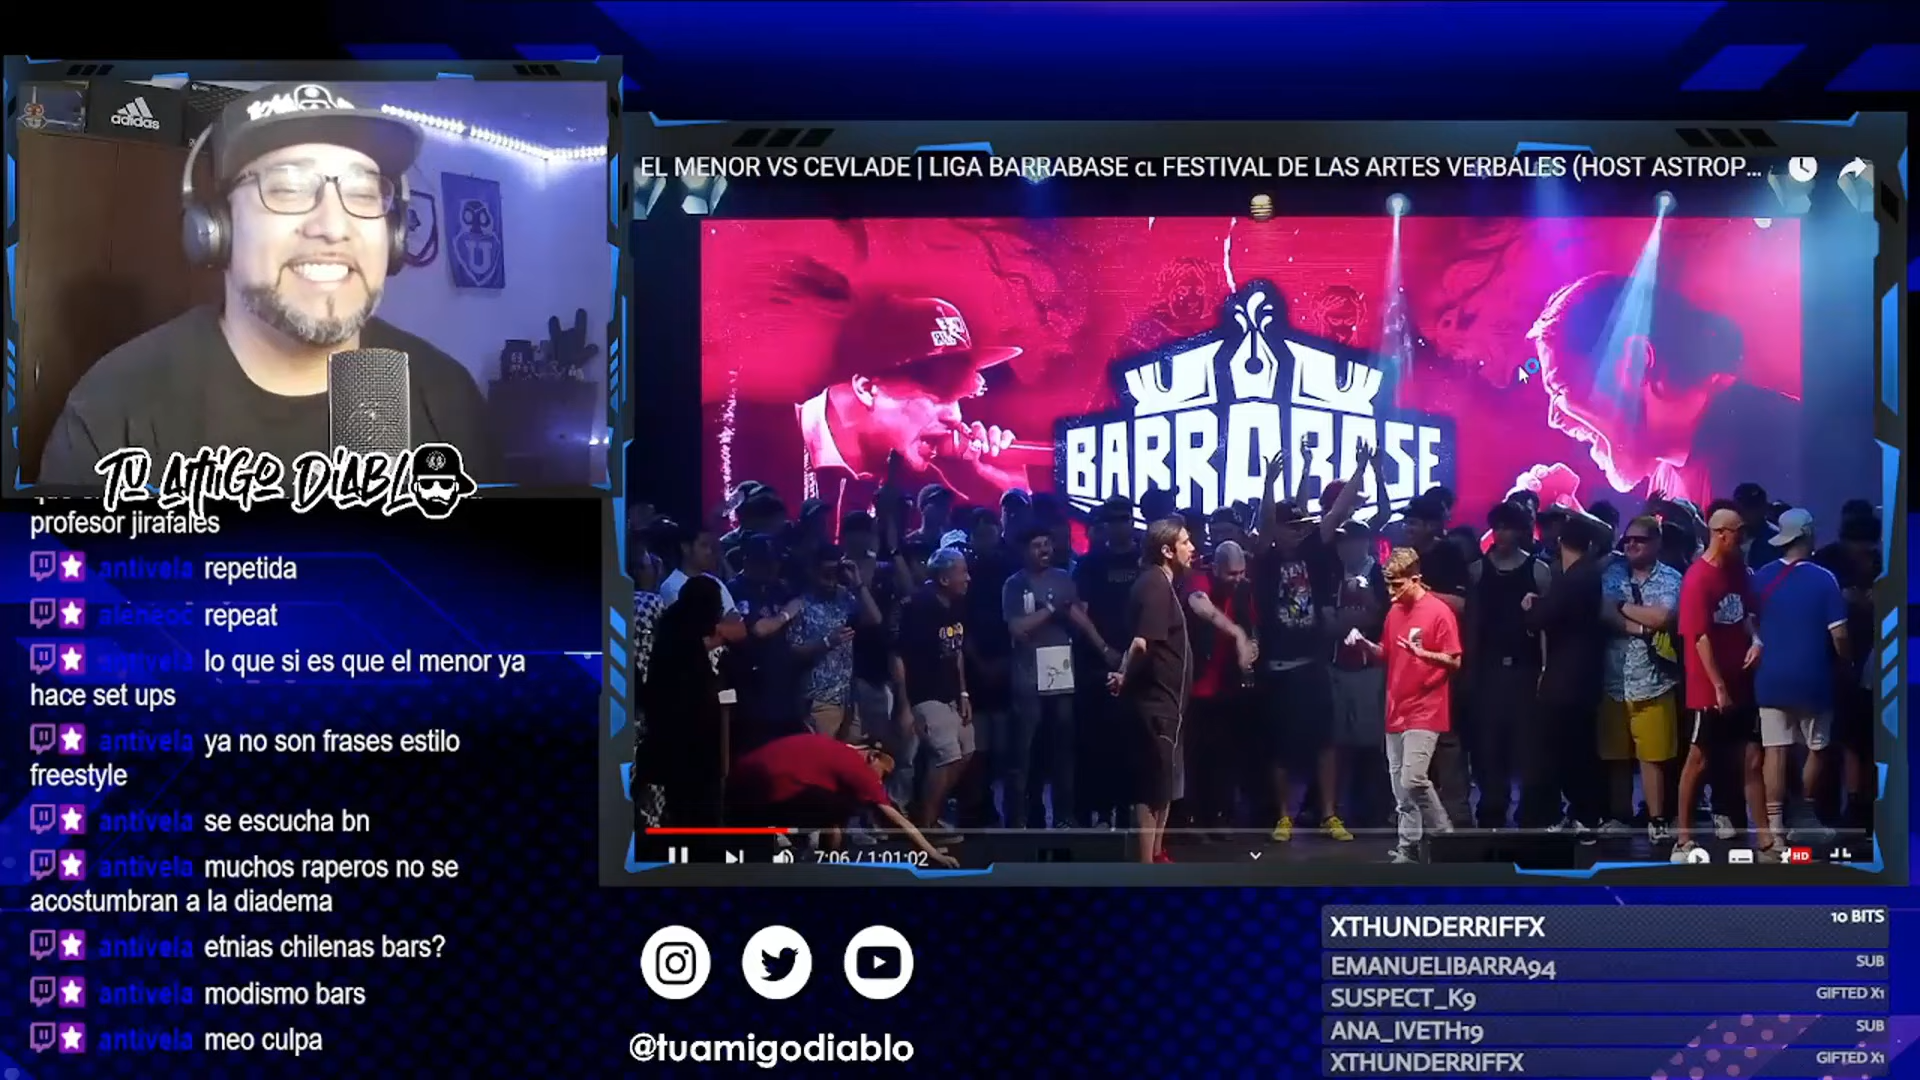 adidas
U
TU AMIGO DIABLO
profesor jirafales
antivela repetida
aleneoc repeat
antivela lo que si es que el menor ya
hace set ups
antivela ya no son frases estilo
freestyle
antivela se escucha bn
antivela muchos raperos no se
acostumbran a la diadema
antivela etnias chilenas bars?
antivela modismo bars
antivela meo culpa
EL MENOR VS CEVLADE | LIGA BARRABASE CL FESTIVAL DE LAS ARTES VERBALES (HOST ASTROP...
BARRABASE
7:06 / 1:01:02
HD
@tuamigodiablo
XTHUNDERRIFFX 10 BITS
EMANUELIBARRA94 SUB
SUSPECT_K9 GIFTED X1
ANA_IVETH19 SUB
XTHUNDERRIFFX GIFTED X1